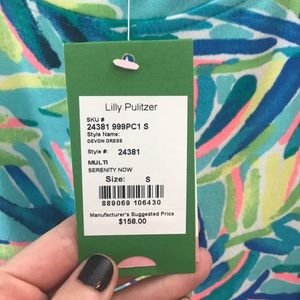 Lilly Pulitzer
SKU #
24381 999PC1 S
Style Name:
DEVON DRESS
Style#: 24381
MULTI
SERENITY NOW
Size: S
889069 106430
Manufacturer's Suggested Price
$158.00